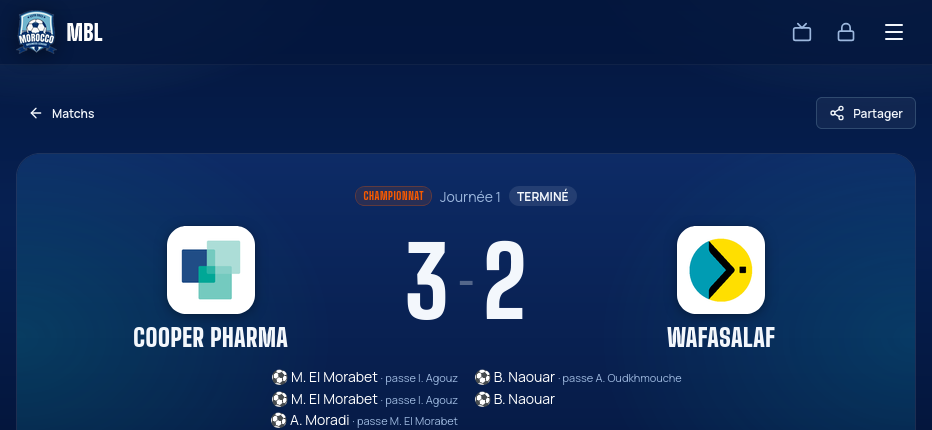 MOROCCO
MBL
Matchs
Partager
CHAMPIONNAT Journée 1 TERMINÉ
3 - 2
COOPER PHARMA WAFASALAF
M. El Morabet · passe I. Agouz B. Naouar · passe A. Oudkhmouche
M. El Morabet · passe I. Agouz B. Naouar
A. Moradi · passe M. El Morabet